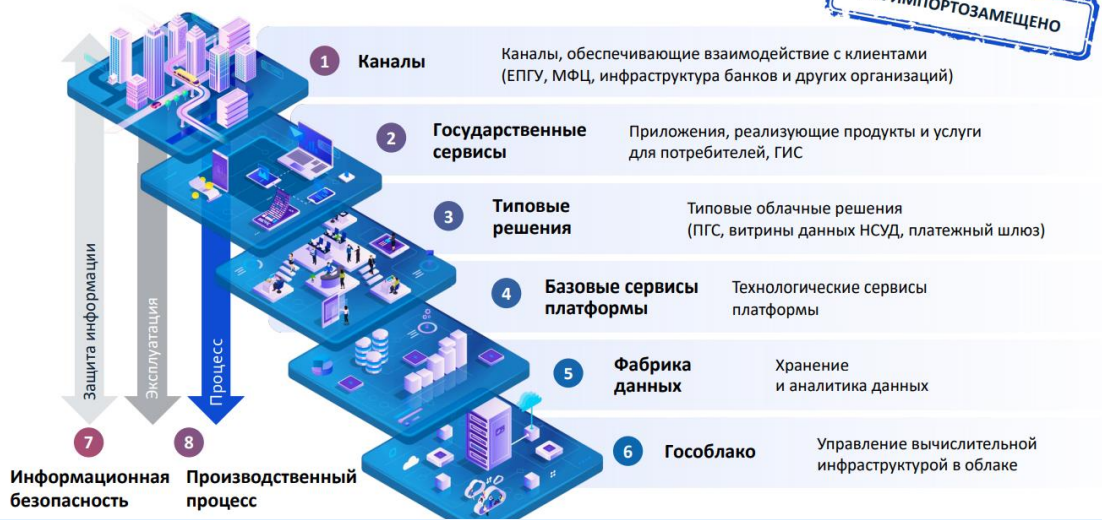 ИМПОРТОЗАМЕЩЕНО
1
Каналы
Каналы, обеспечивающие взаимодействие с клиентами
(ЕПГУ, МФЦ, инфраструктура банков и других организаций)
2
Государственные
сервисы
Приложения, реализующие продукты и услуги
для потребителей, ГИС
3
Типовые
решения
Типовые облачные решения
(ПГС, витрины данных НСУД, платежный шлюз)
4
Базовые сервисы
платформы
Технологические сервисы
платформы
5
Фабрика
данных
Хранение
и аналитика данных
6
Гособлако
Управление вычислительной
инфраструктурой в облаке
Защита информации
Эксплуатация
Процесс
7
Информационная
безопасность
8
Производственный
процесс